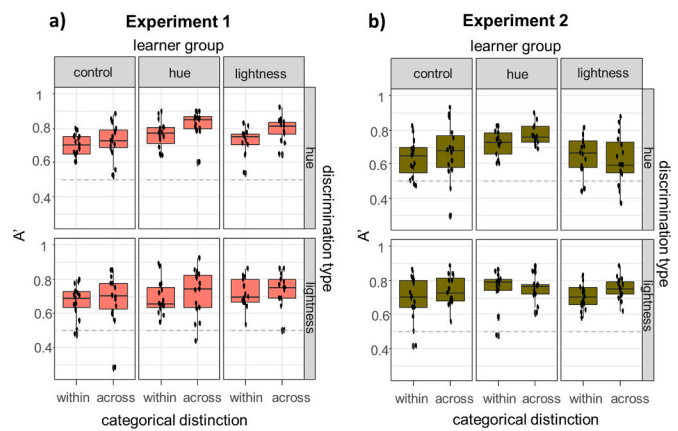 a) Experiment 1
learner group
control hue lightness
1
0.8
0.6
0.4
hue
1
0.8
0.6
0.4
lightness
A'
discrimination type
within across within across within across
categorical distinction
b) Experiment 2
learner group
control hue lightness
1
0.8
0.6
0.4
hue
1
0.8
0.6
0.4
lightness
A'
discrimination type
within across within across within across
categorical distinction